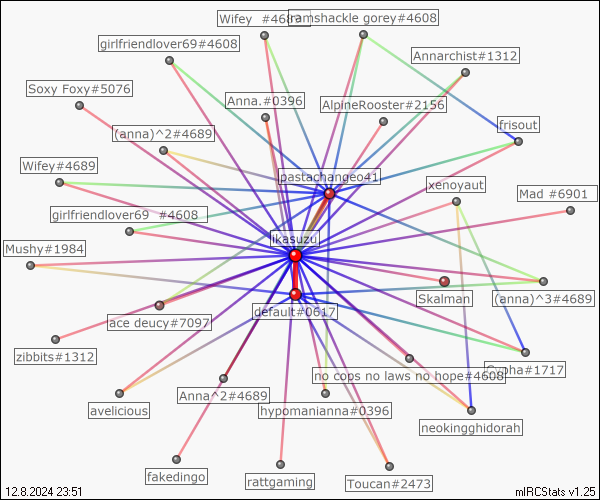 Wifey #4689
ramshackle gorey#4608
girlfriendlover69#4608
Annarchist#1312
Soxy Foxy#5076
Anna.#0396
AlpineRooster#2156
frisout
(anna)^2#4689
Wifey#4689
pastachangeo41
xenoyaut
Mad #6901
girlfriendlover69 #4608
ikasuzu
Mushy#1984
Skalman
(anna)^3#4689
default#0617
ace deucy#7097
zibbits#1312
no cops no laws no hope#4608
#1717
Anna^2#4689
avelicious
hypomanianna#0396
neokingghidorah
fakedingo
rattgaming
Toucan#2473
12.8.2024 23:51
mIRCStats v1.25